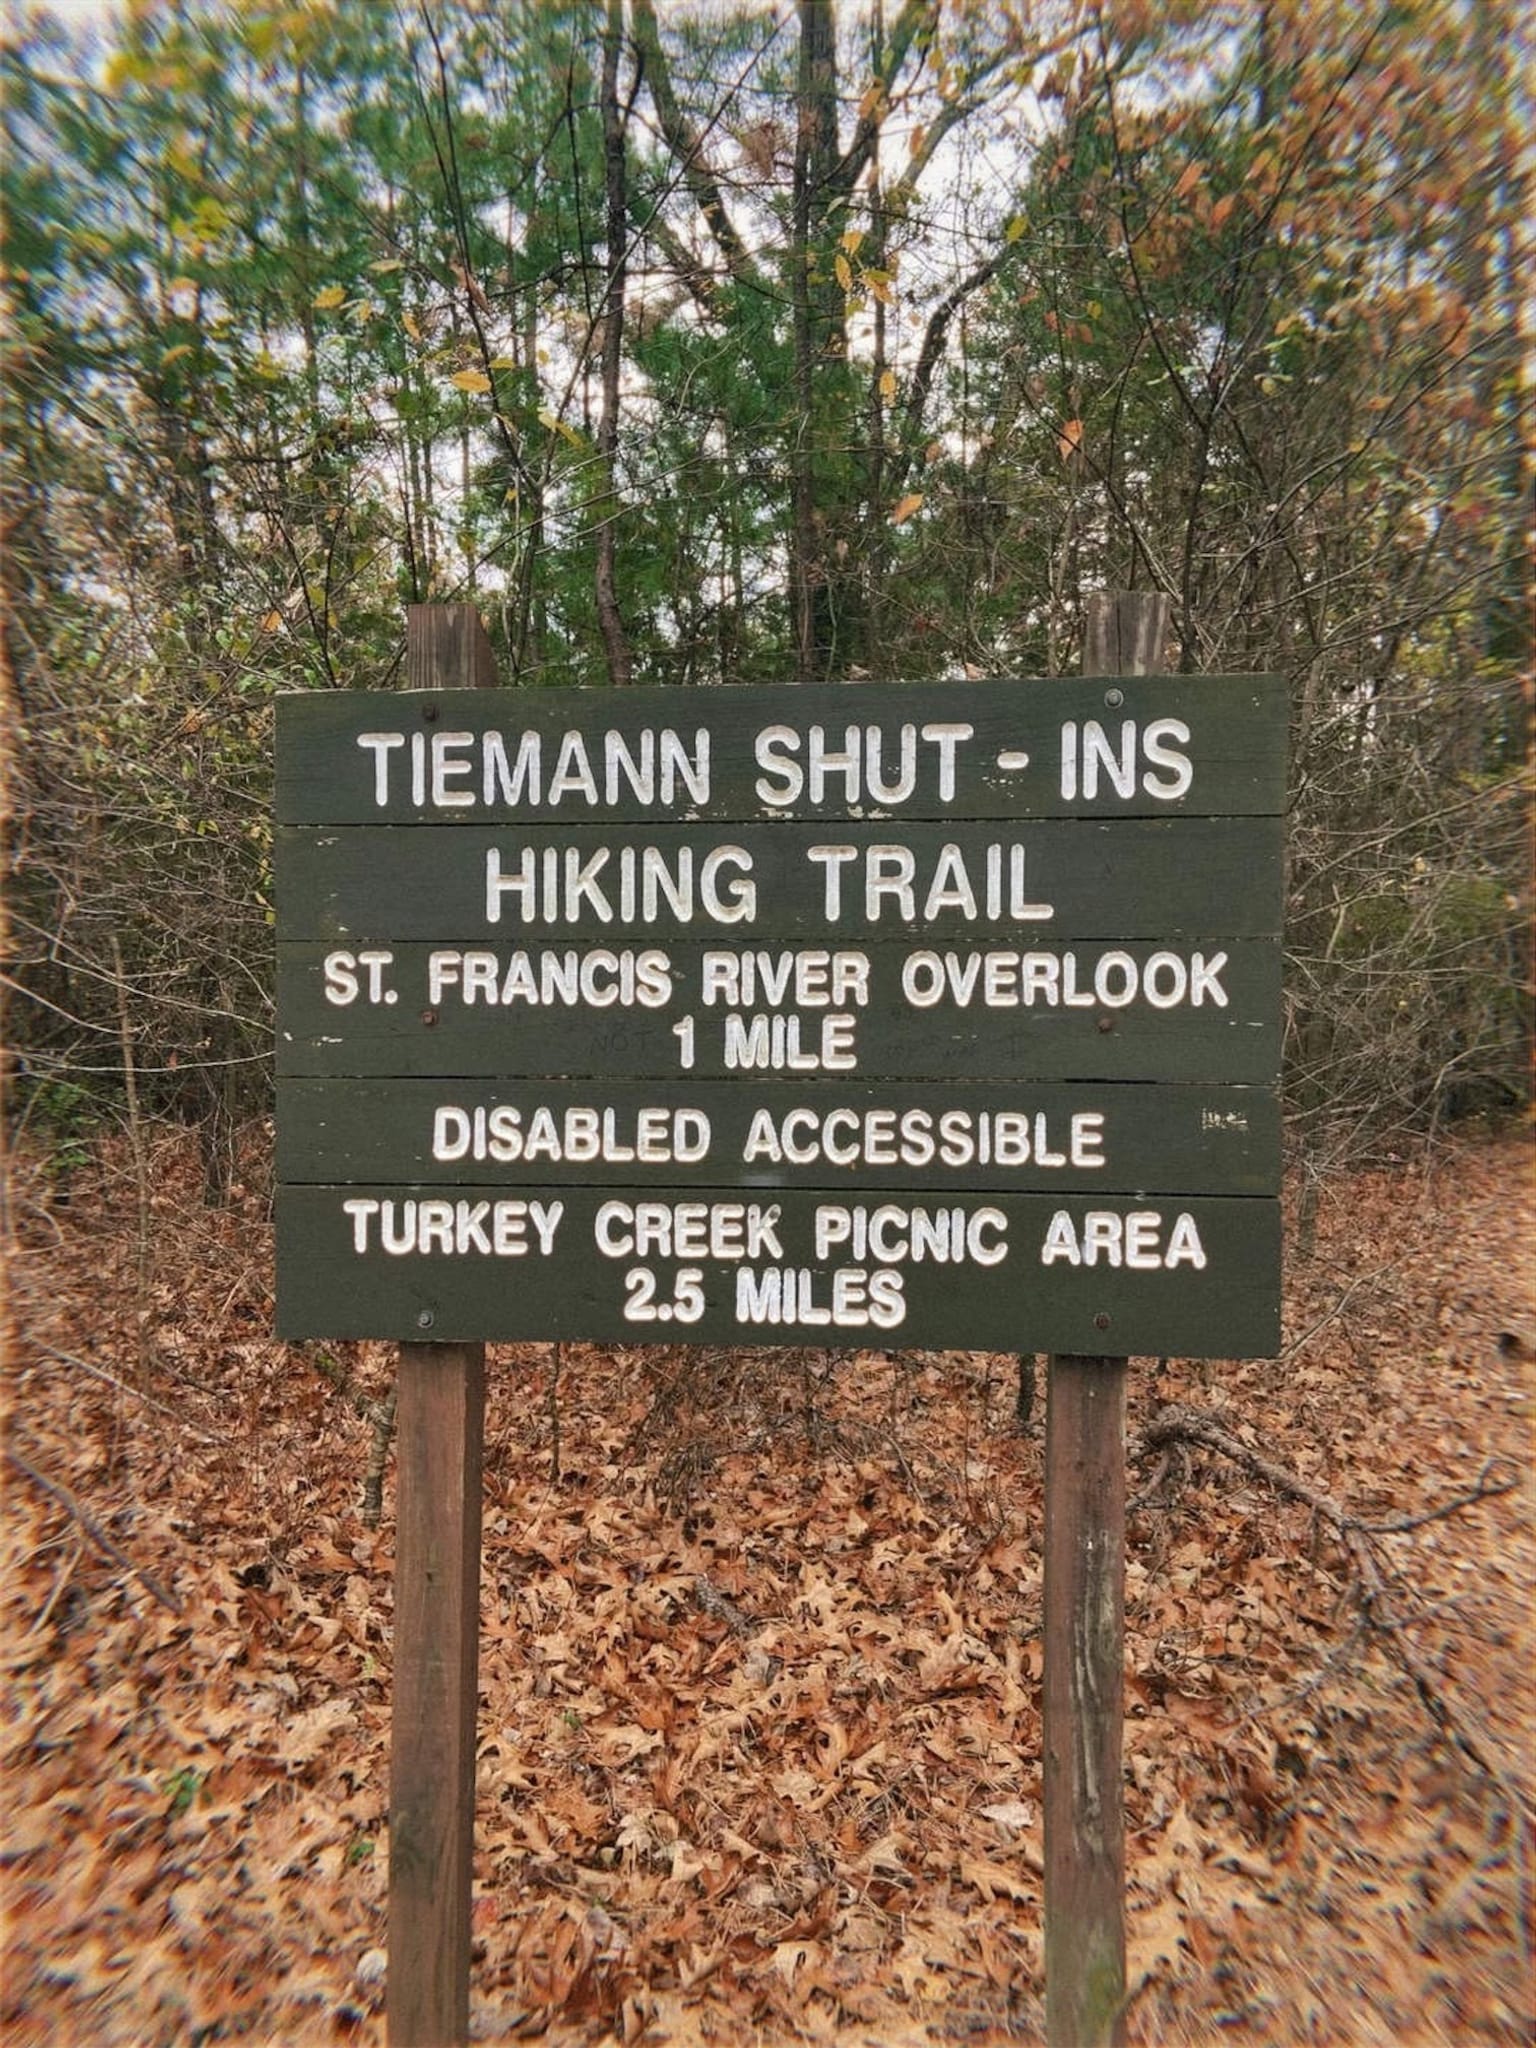 TIEMANN SHUT - INS
HIKING TRAIL
ST. FRANCIS RIVER OVERLOOK
NOT 1 MILE
DISABLED ACCESSIBLE
TURKEY CREEK PICNIC AREA
2.5 MILES